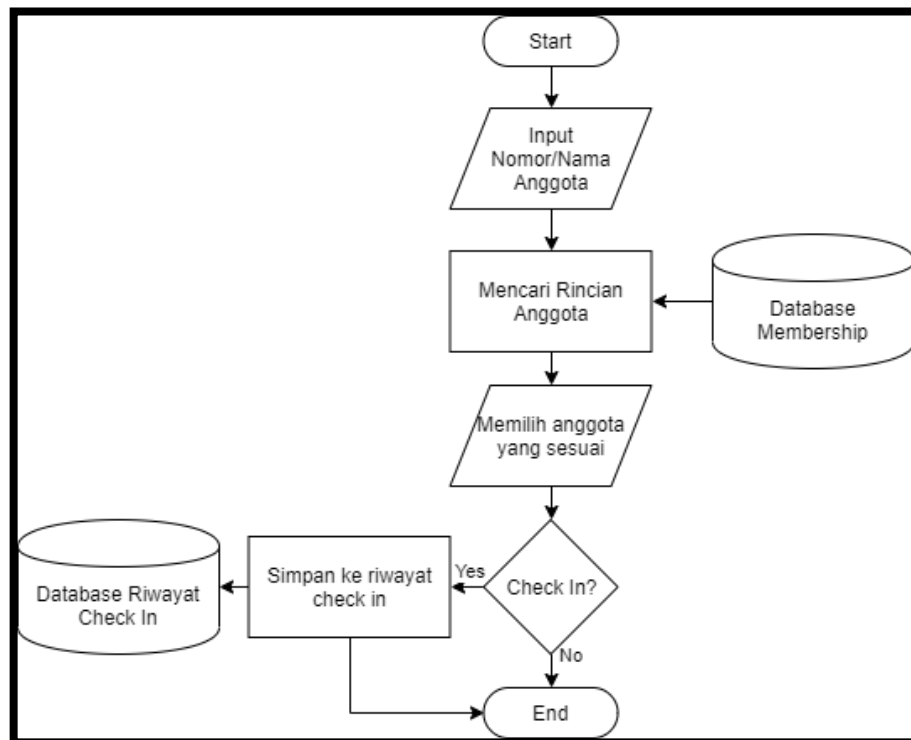 Start
Input
Nomor/Nama
Anggota
Mencari Rincian
Anggota
Database
Membership
Memilih anggota
yang sesuai
Check In?
Yes
Simpan ke riwayat
check in
Database Riwayat
Check In
No
End